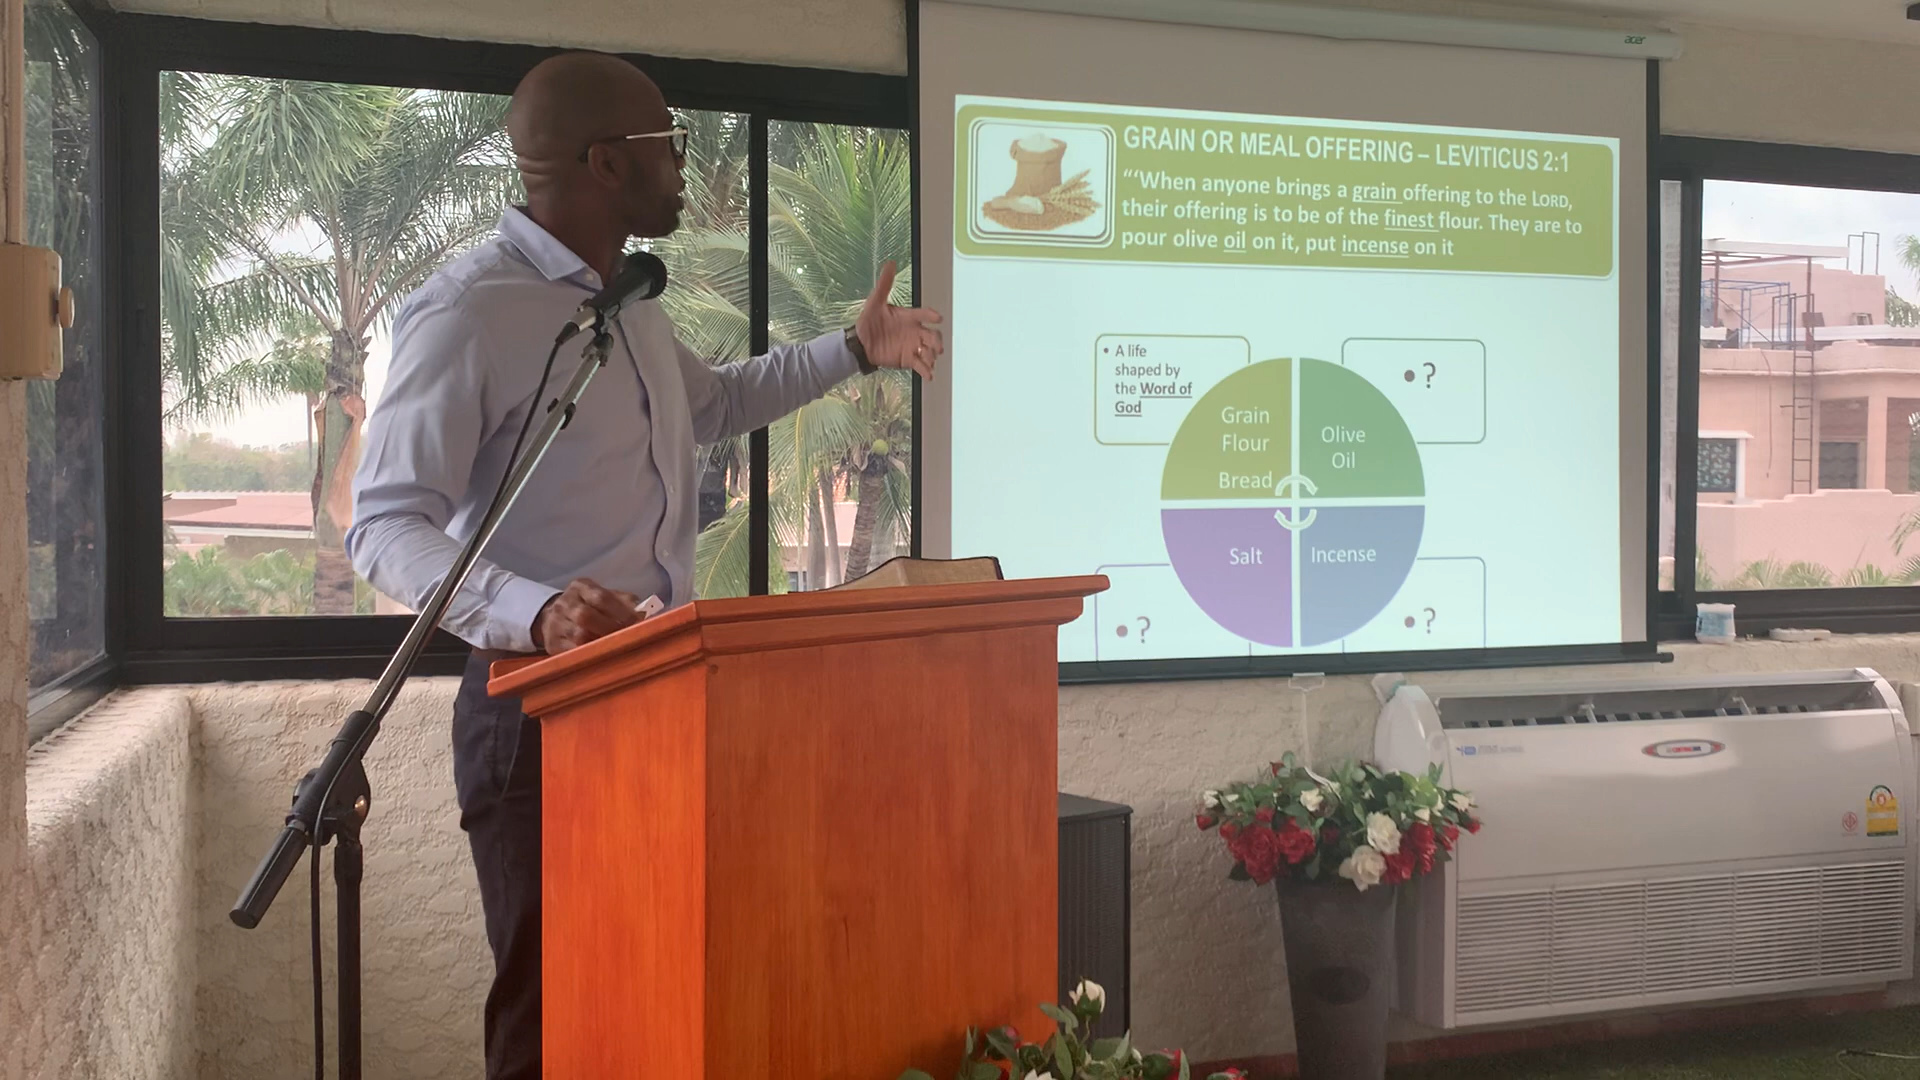 acer
GRAIN OR MEAL OFFERING – LEVITICUS 2:1
“‘When anyone brings a grain offering to the LORD,
their offering is to be of the finest flour. They are to
pour olive oil on it, put incense on it
• A life
shaped by
the Word of
God
• ?
Grain
Flour
Bread
Olive
Oil
Salt
Incense
• ?
• ?